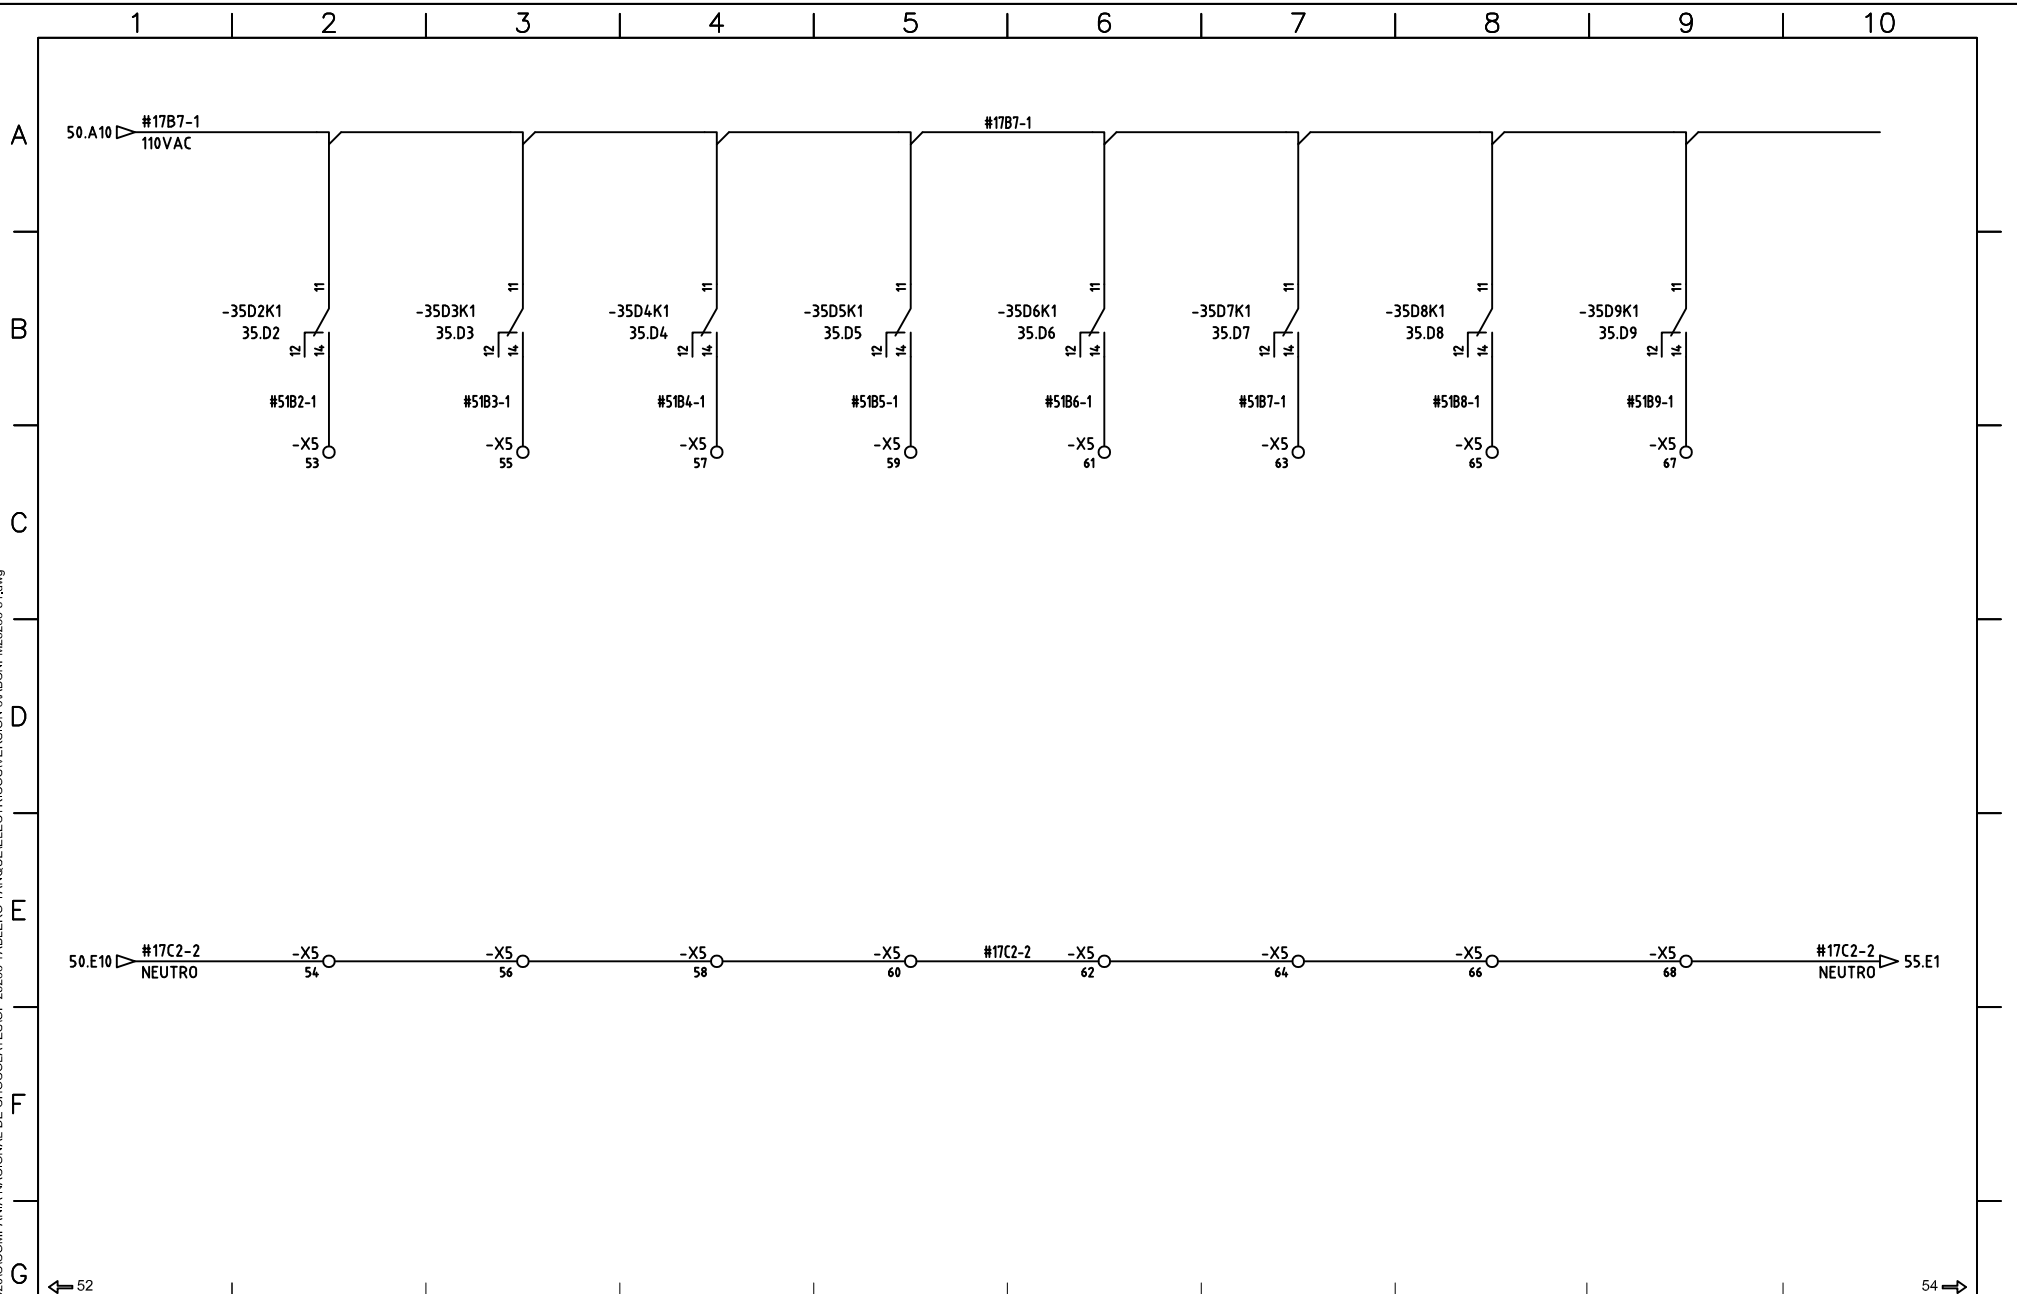 1 2 3 4 5 6 7 8 9 10
A
50.A10 #17B7-1 #17B7-1
110VAC
11 11 11 11 11 11 11 11
-35D2K1 -35D3K1 -35D4K1 -35D5K1 -35D6K1 -35D7K1 -35D8K1 -35D9K1
B
35.D2 35.D3 35.D4 35.D5 35.D6 35.D7 35.D8 35.D9
12 14 12 14 12 14 12 14 12 14 12 14 12 14 12 14
#51B2-1 #51B3-1 #51B4-1 #51B5-1 #51B6-1 #51B7-1 #51B8-1 #51B9-1
-X5 -X5 -X5 -X5 -X5 -X5 -X5 -X5
53 55 57 59 61 63 65 67
C
D
E
#17C2-2 -X5 -X5 -X5 -X5 #17C2-2 -X5 -X5 -X5 -X5 #17C2-2
50.E10 55.E1
NEUTRO 54 56 58 60 62 64 66 68 NEUTRO
F
G
52 54